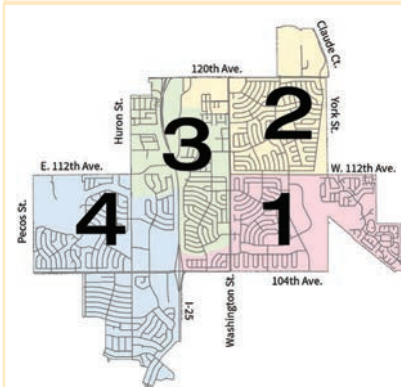 Claude Ct.
120th Ave.
Huron St.
York St.
2
3
E. 112th Ave.
W. 112th Ave.
Pecos St.
4
1
104th Ave.
I-25
Washington St.